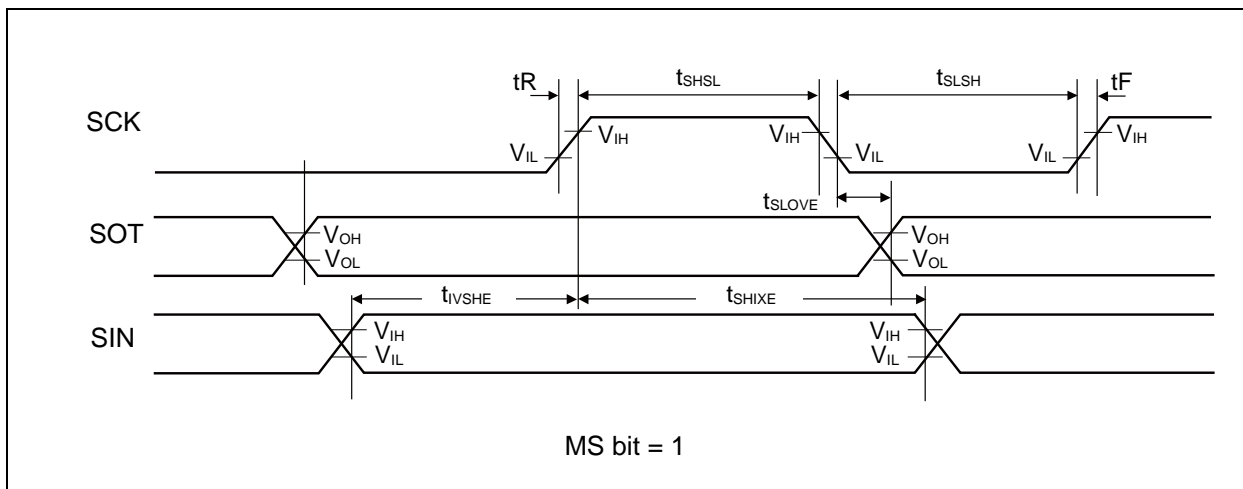 tR
tSHSL
tSLSH
tF
SCK
VIH
VIL
VIH
VIL
VIL
VIH
tSLOVE
SOT
VOH
VOL
VOH
VOL
tIVSHE
tSHIXE
SIN
VIH
VIL
VIH
VIL
MS bit = 1